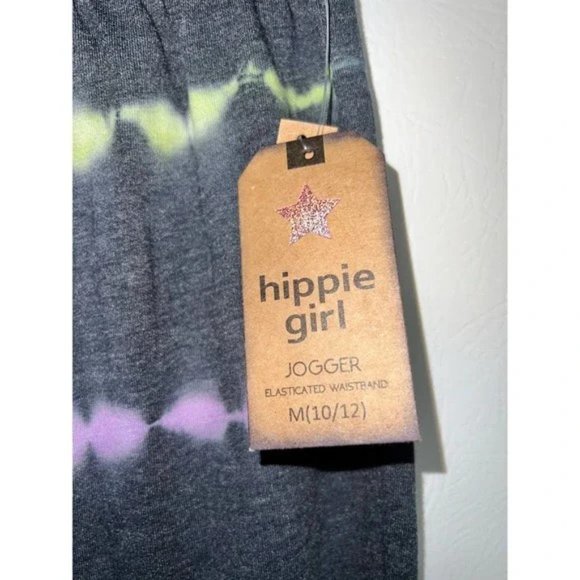 hippie
girl
JOGGER
ELASTICATED WAISTBAND
M(10/12)